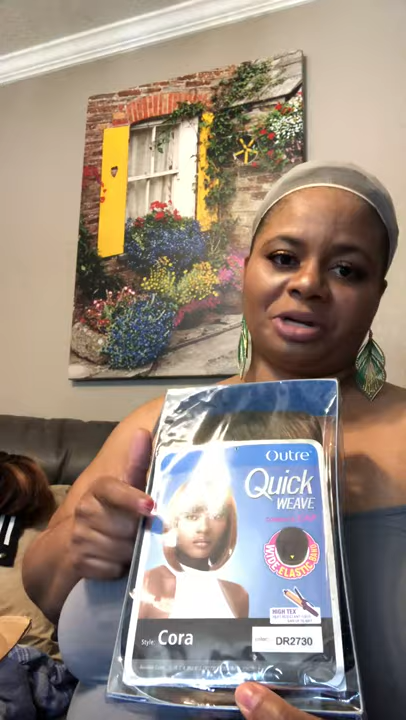 Outre
Quick
WEAVE
WIDE ELASTIC BAND
HIGH TEX
Style: Cora
DR2730